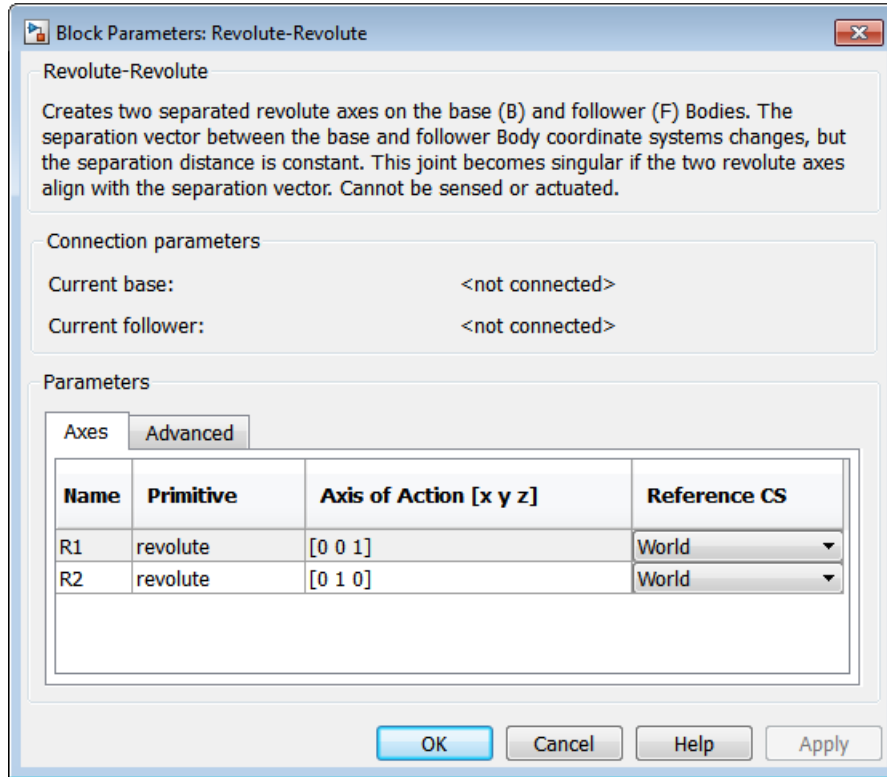 Block Parameters: Revolute-Revolute
Revolute-Revolute
Creates two separated revolute axes on the base (B) and follower (F) Bodies. The
separation vector between the base and follower Body coordinate systems changes, but
the separation distance is constant. This joint becomes singular if the two revolute axes
align with the separation vector. Cannot be sensed or actuated.
Connection parameters
Current base: <not connected>
Current follower: <not connected>
Parameters
Axes Advanced
Name Primitive Axis of Action [x y z] Reference CS
R1 revolute [0 0 1] World
R2 revolute [0 1 0] World
OK Cancel Help Apply